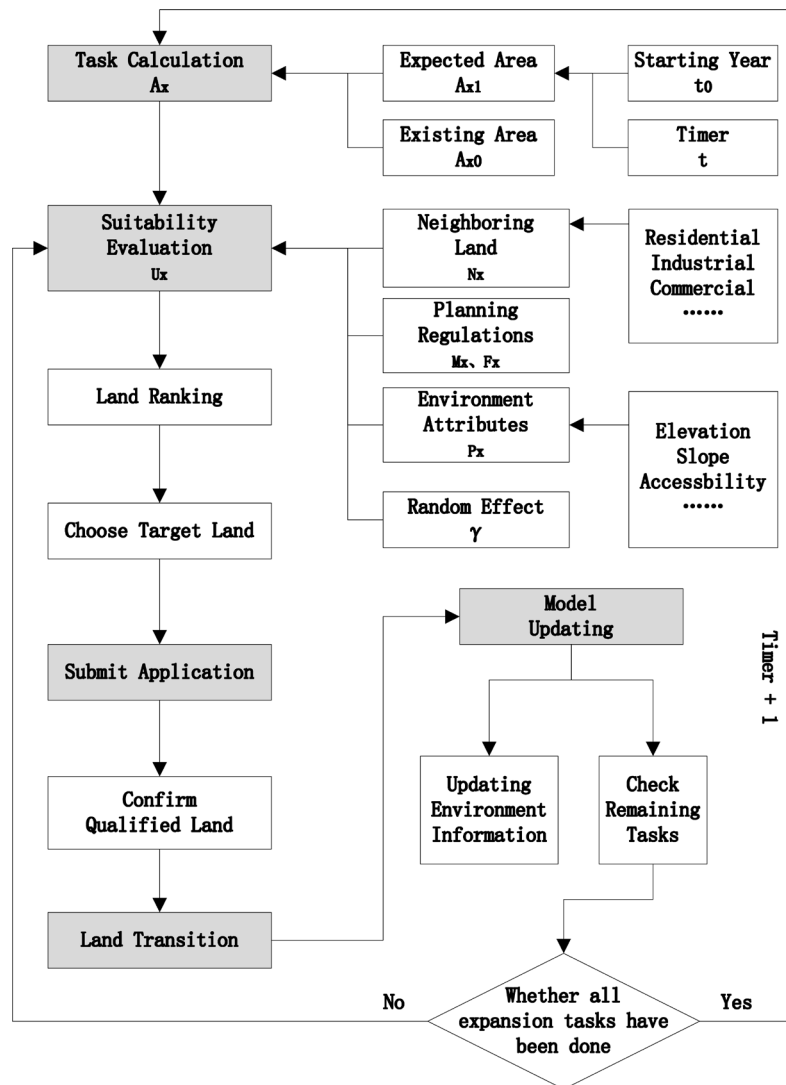 Task Calculation
Ax
Expected Area
Ax1
Starting Year
t0
Existing Area
Ax0
Timer
t
Suitability
Evaluation
Ux
Neighboring
Land
Nx
Residential
Industrial
Commercial
……
Planning
Regulations
Mx、Fx
Land Ranking
Environment
Attributes
Px
Elevation
Slope
Accessbility
……
Random Effect
γ
Choose Target Land
Model
Updating
Submit Application
Timer + 1
Updating
Environment
Information
Check
Remaining
Tasks
Confirm
Qualified Land
Land Transition
No
Whether all
expansion tasks have
been done
Yes